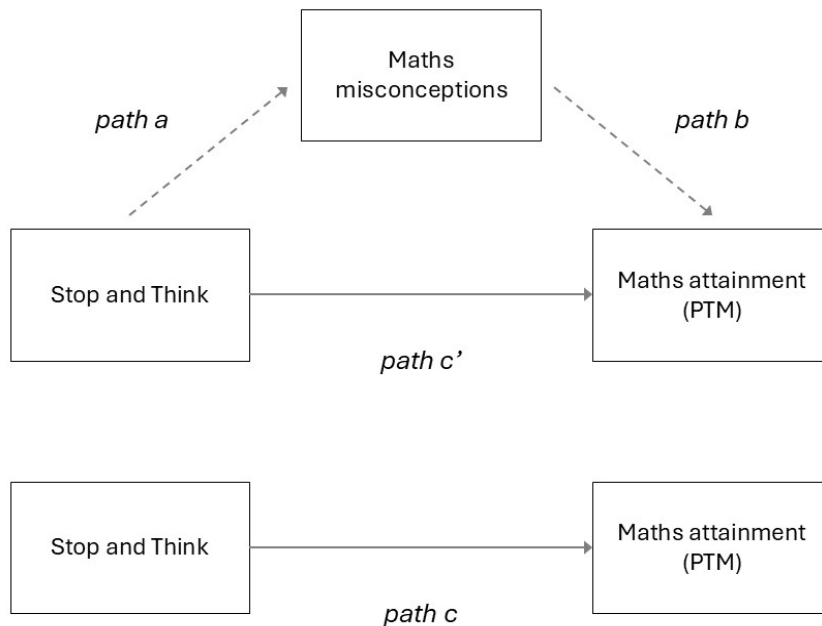 Maths
misconceptions
path a
path b
Stop and Think
Maths attainment
(PTM)
path c’
Stop and Think
Maths attainment
(PTM)
path c